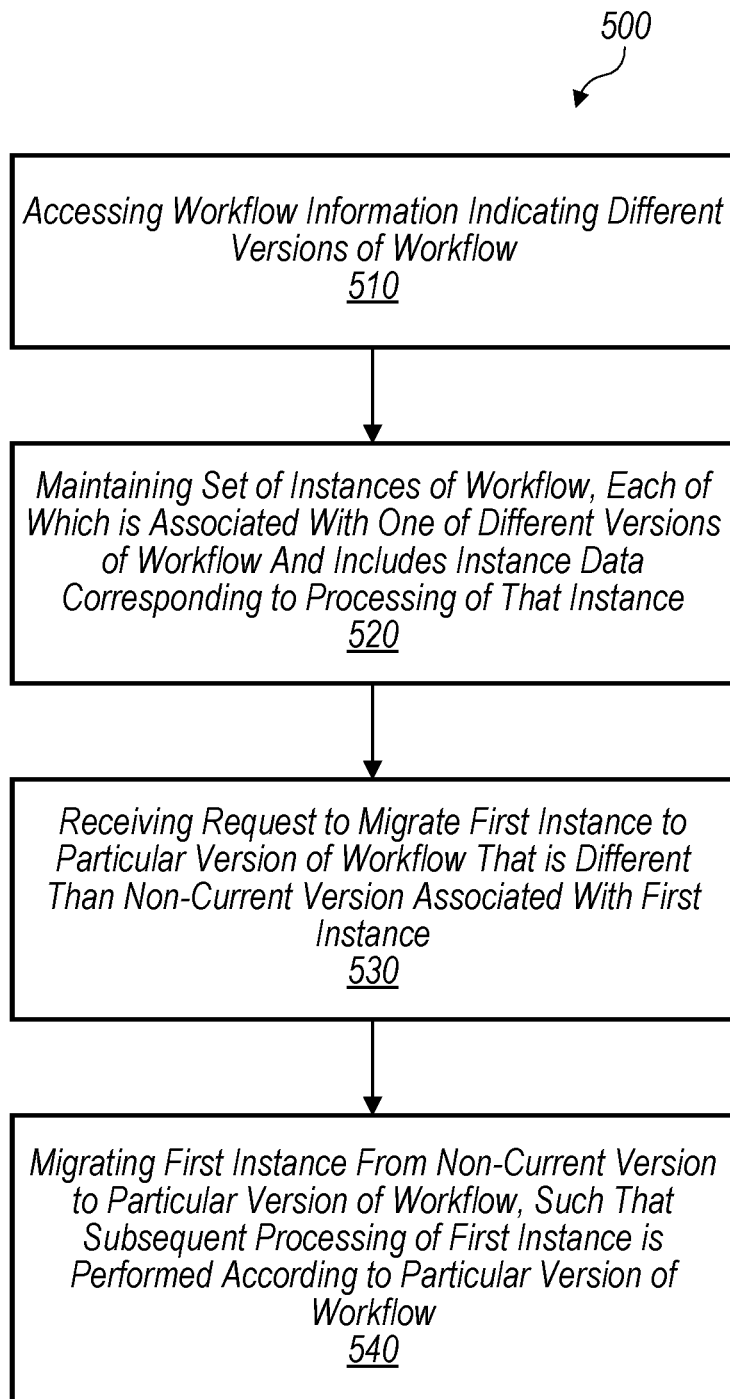 500
Accessing Workflow Information Indicating Different
Versions of Workflow
510
Maintaining Set of Instances of Workflow, Each of
Which is Associated With One of Different Versions
of Workflow And Includes Instance Data
Corresponding to Processing of That Instance
520
Receiving Request to Migrate First Instance to
Particular Version of Workflow That is Different
Than Non-Current Version Associated With First
Instance
530
Migrating First Instance From Non-Current Version
to Particular Version of Workflow, Such That
Subsequent Processing of First Instance is
Performed According to Particular Version of
Workflow
540